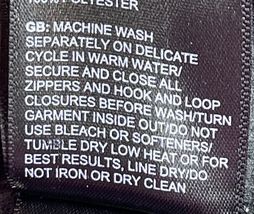 100% POLYESTER
GB: MACHINE WASH
SEPARATELY ON DELICATE
CYCLE IN WARM WATER/
SECURE AND CLOSE ALL
ZIPPERS AND HOOK AND LOOP
CLOSURES BEFORE WASH/TURN
GARMENT INSIDE OUT/DO NOT
USE BLEACH OR SOFTENERS/
TUMBLE DRY LOW HEAT OR FOR
BEST RESULTS, LINE DRY/DO
NOT IRON OR DRY CLEAN